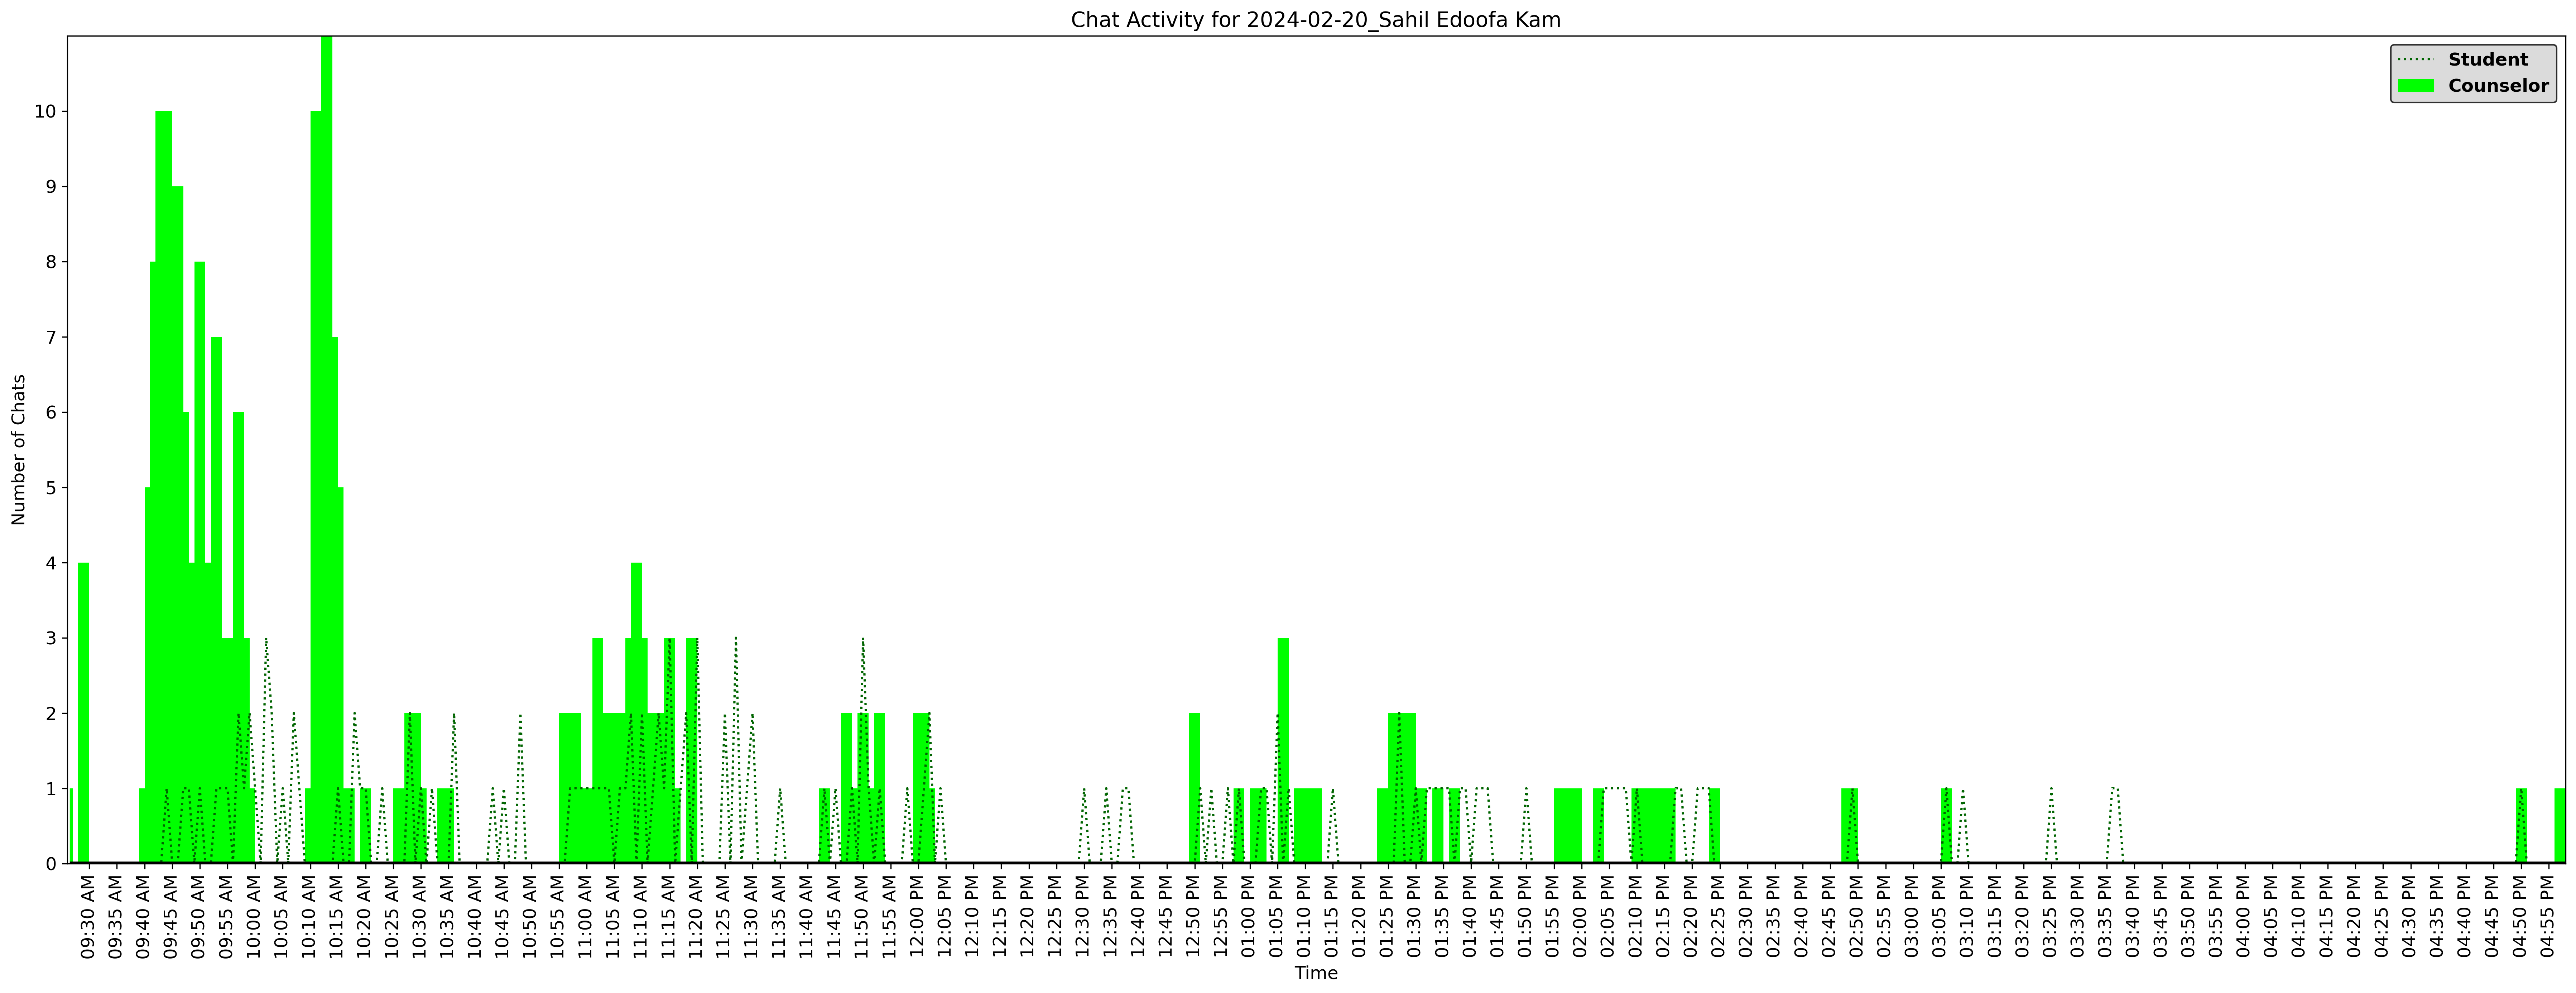 Chat Activity for 2024-02-20_Sahil Edoofa Kam
Student
Counselor
Number of Chats
10
9
8
7
6
5
4
3
2
1
0
09:30 AM
09:35 AM
09:40 AM
09:45 AM
09:50 AM
09:55 AM
10:00 AM
10:05 AM
10:10 AM
10:15 AM
10:20 AM
10:25 AM
10:30 AM
10:35 AM
10:40 AM
10:45 AM
10:50 AM
10:55 AM
11:00 AM
11:05 AM
11:10 AM
11:15 AM
11:20 AM
11:25 AM
11:30 AM
11:35 AM
11:40 AM
11:45 AM
11:50 AM
11:55 AM
12:00 PM
12:05 PM
12:10 PM
12:15 PM
12:20 PM
12:25 PM
12:30 PM
12:35 PM
12:40 PM
12:45 PM
12:50 PM
12:55 PM
01:00 PM
01:05 PM
01:10 PM
01:15 PM
01:20 PM
01:25 PM
01:30 PM
01:35 PM
01:40 PM
01:45 PM
01:50 PM
01:55 PM
02:00 PM
02:05 PM
02:10 PM
02:15 PM
02:20 PM
02:25 PM
02:30 PM
02:35 PM
02:40 PM
02:45 PM
02:50 PM
02:55 PM
03:00 PM
03:05 PM
03:10 PM
03:15 PM
03:20 PM
03:25 PM
03:30 PM
03:35 PM
03:40 PM
03:45 PM
03:50 PM
03:55 PM
04:00 PM
04:05 PM
04:10 PM
04:15 PM
04:20 PM
04:25 PM
04:30 PM
04:35 PM
04:40 PM
04:45 PM
04:50 PM
04:55 PM
Time